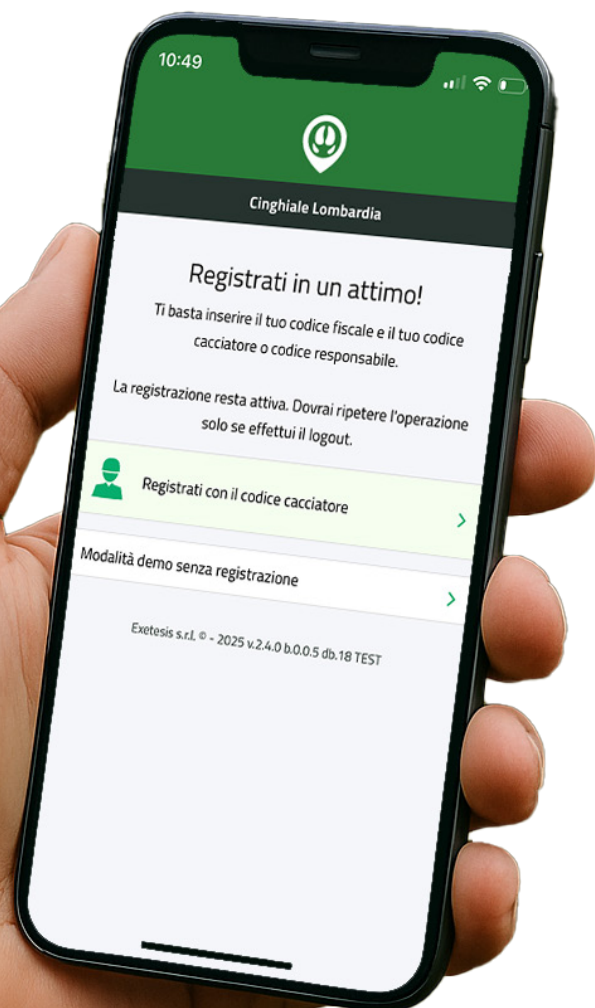 10:49
Cinghiale Lombardia
Registrati in un attimo!
Ti basta inserire il tuo codice fiscale e il tuo codice
cacciatore o codice responsabile.
La registrazione resta attiva. Dovrai ripetere l'operazione
solo se effettui il logout.
Registrati con il codice cacciatore
Modalità demo senza registrazione
Exetesis s.r.l. © - 2025 v.2.4.0 b.0.0.5 db.18 TEST